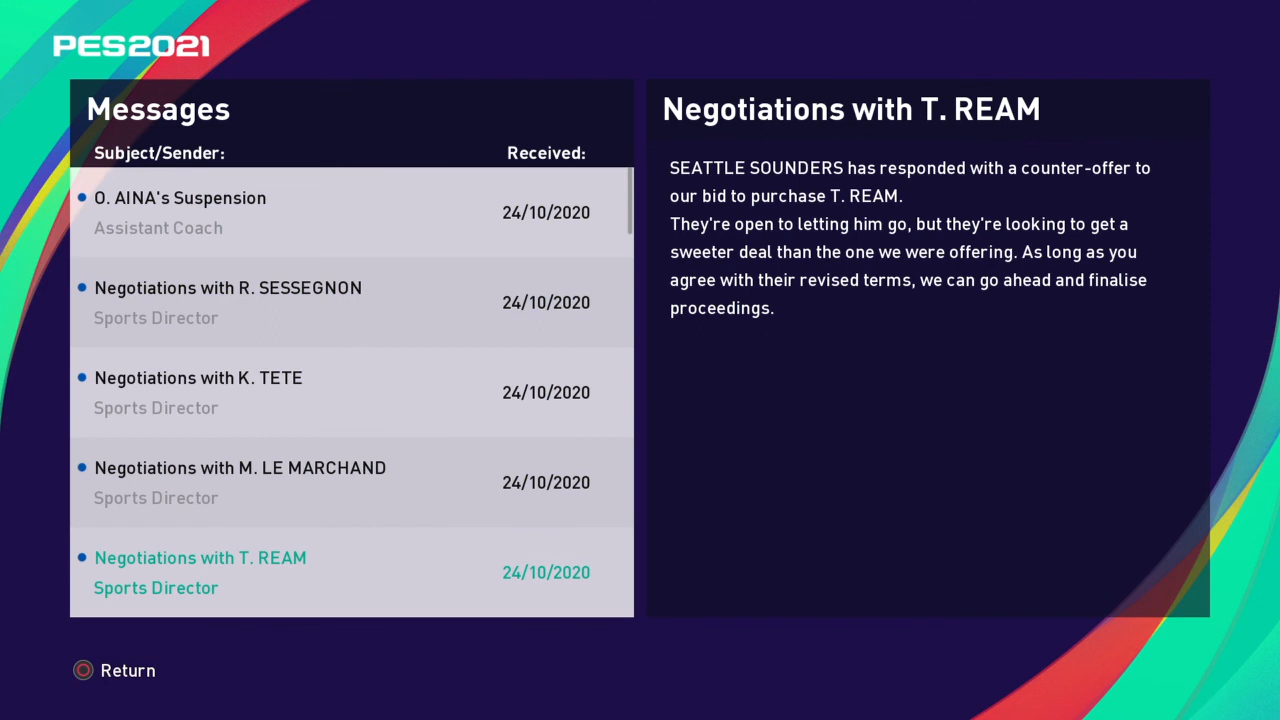 PES2021
Messages
Subject/Sender: Received:
O. AINA's Suspension
Assistant Coach
24/10/2020
Negotiations with R. SESSEGNON
Sports Director
24/10/2020
Negotiations with K. TETE
Sports Director
24/10/2020
Negotiations with M. LE MARCHAND
Sports Director
24/10/2020
Negotiations with T. REAM
Sports Director
24/10/2020
Negotiations with T. REAM
SEATTLE SOUNDERS has responded with a counter-offer to
our bid to purchase T. REAM.
They're open to letting him go, but they're looking to get a
sweeter deal than the one we were offering. As long as you
agree with their revised terms, we can go ahead and finalise
proceedings.
Return